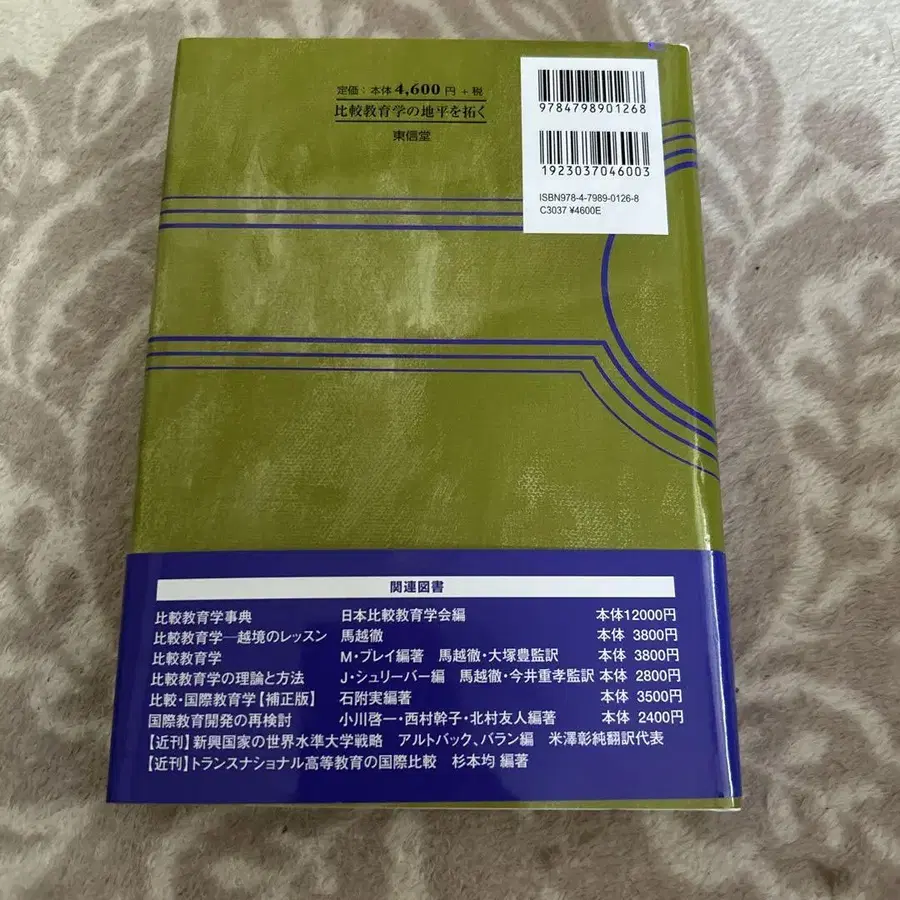 定価：本体4,600円＋税
比較教育学の地平を拓く
東信堂
9784798901268
1923037046003
ISBN978-4-7989-0126-8
C3037 ¥4600E
関連図書
比較教育学事典 日本比較教育学会編 本体12000円
比較教育学─越境のレッスン 馬越徹 本体 3800円
比較教育学 M・ブレイ編著 馬越徹・大塚豊監訳 本体 3800円
比較教育学の理論と方法 J・シュリーバー編 馬越徹・今井重孝監訳 本体 2800円
比較・国際教育学【補正版】 石附実編著 本体 3500円
国際教育開発の再検討 小川啓一・西村幹子・北村友人編著 本体 2400円
【近刊】新興国家の世界水準大学戦略 アルトバック、バラン編 米澤彰純翻訳代表
【近刊】トランスナショナル高等教育の国際比較 杉本均 編著